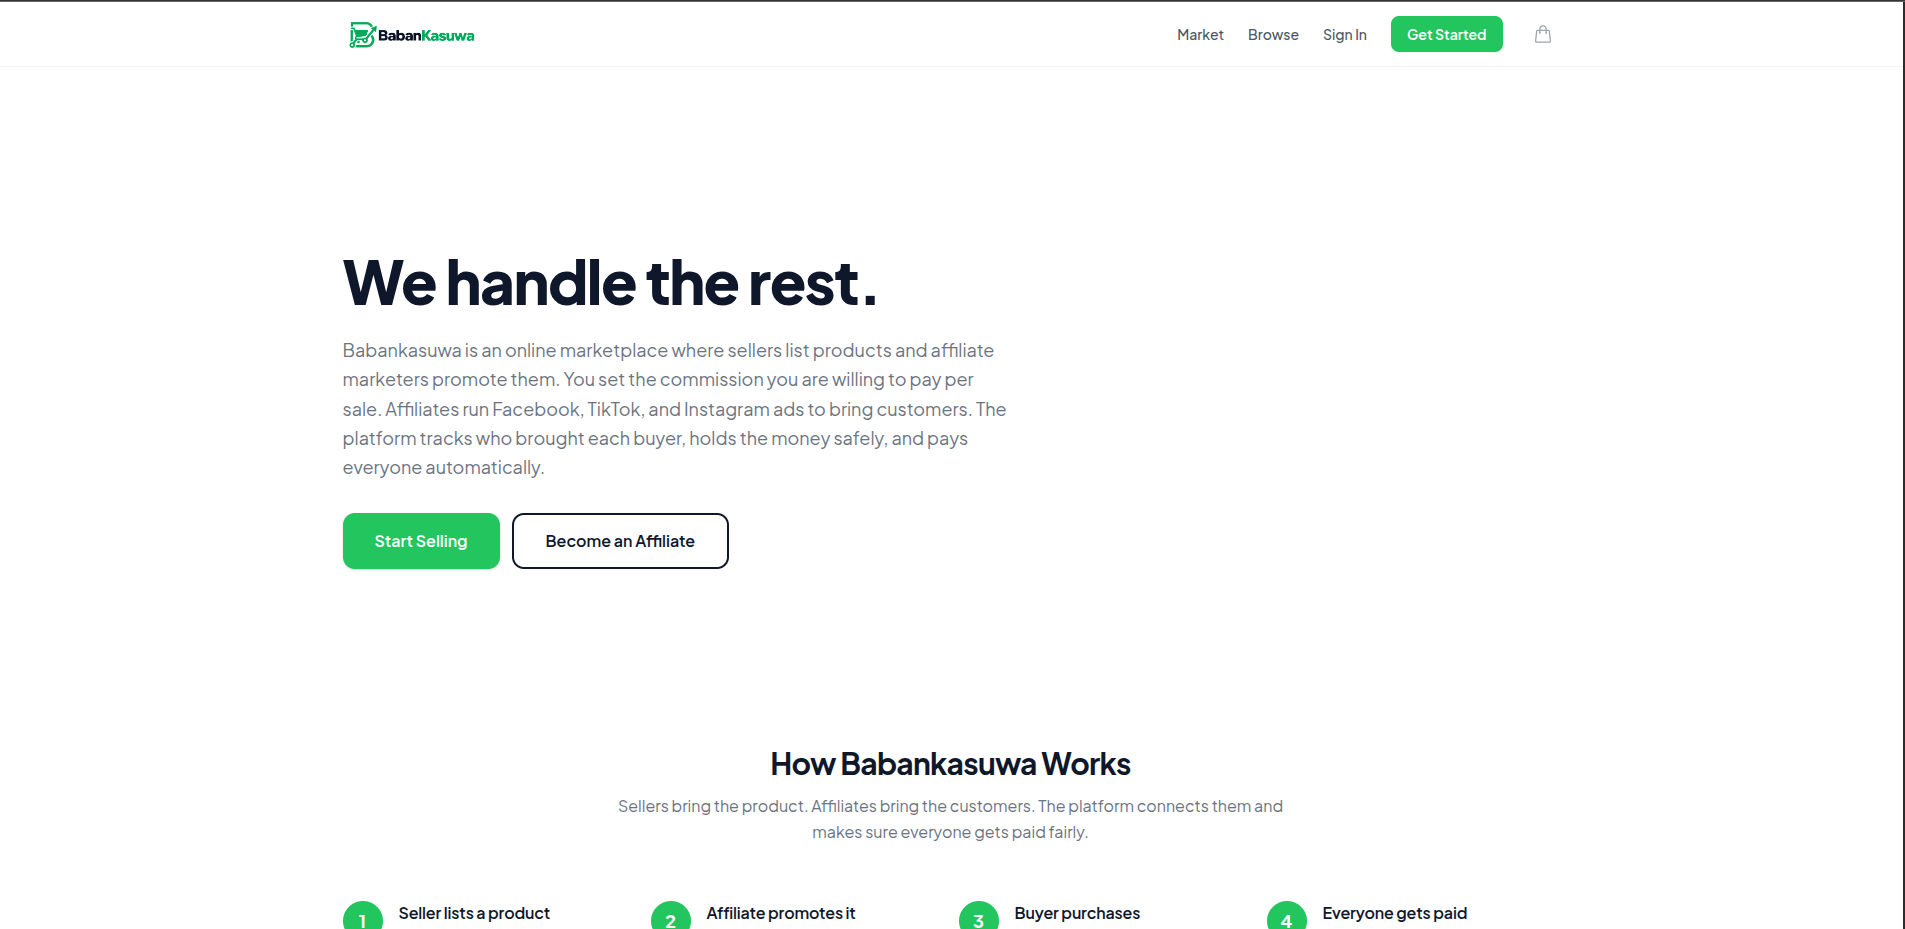 BabanKasuwa
Market
Browse
Sign In
Get Started
We handle the rest.
Babankasuwa is an online marketplace where sellers list products and affiliate
marketers promote them. You set the commission you are willing to pay per
sale. Affiliates run Facebook, TikTok, and Instagram ads to bring customers. The
platform tracks who brought each buyer, holds the money safely, and pays
everyone automatically.
Start Selling
Become an Affiliate
How Babankasuwa Works
Sellers bring the product. Affiliates bring the customers. The platform connects them and
makes sure everyone gets paid fairly.
1 Seller lists a product
2 Affiliate promotes it
3 Buyer purchases
4 Everyone gets paid